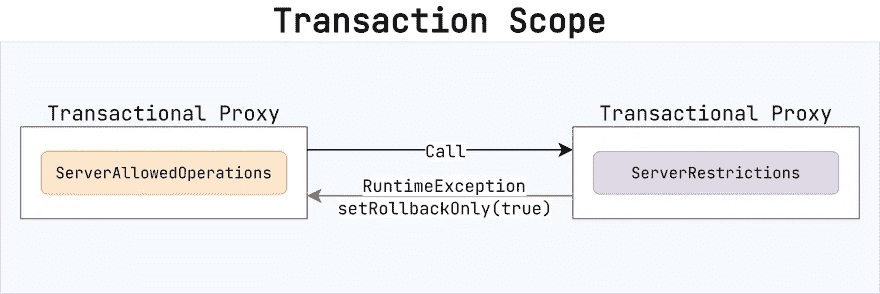 Transaction Scope
Transactional Proxy
Transactional Proxy
ServerAllowedOperations
Call
ServerRestrictions
RuntimeException
setRollbackOnly(true)